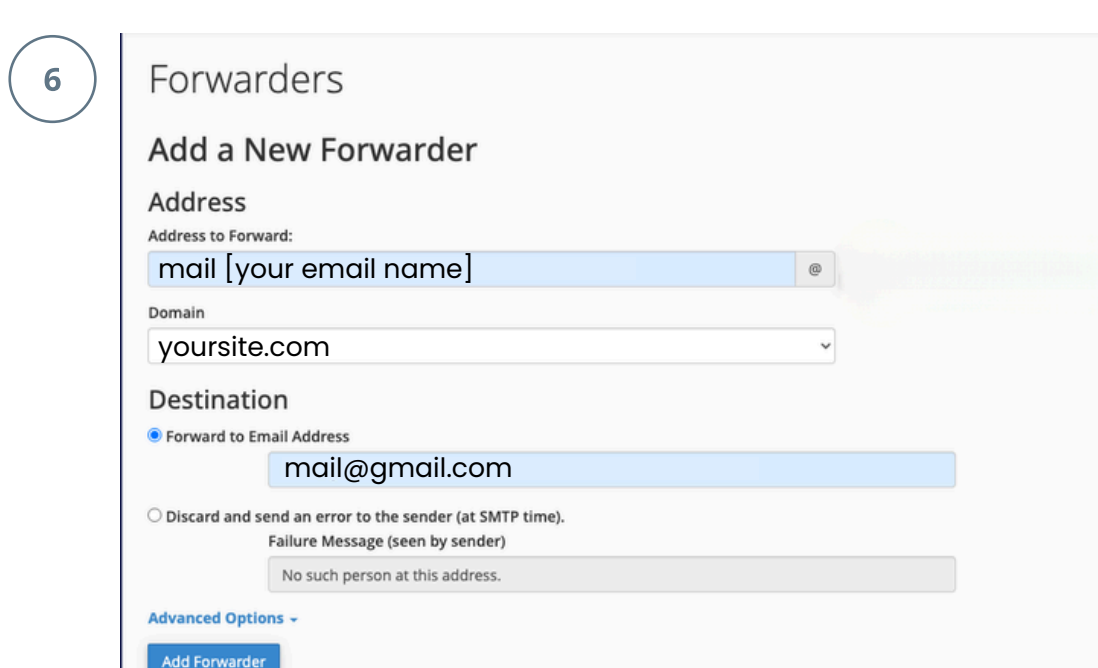 6
Forwarders
Add a New Forwarder
Address
Address to Forward:
mail [your email name]
@
Domain
yoursite.com
Destination
Forward to Email Address
mail@gmail.com
Discard and send an error to the sender (at SMTP time).
Failure Message (seen by sender)
No such person at this address.
Advanced Options
Add Forwarder